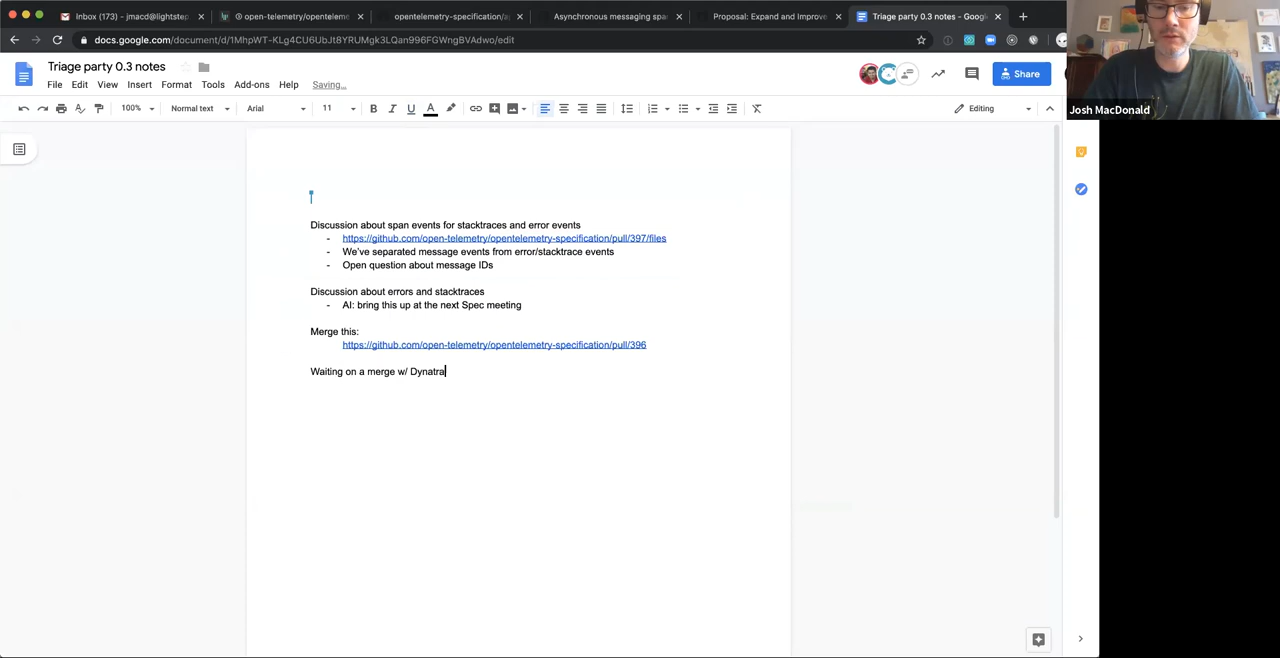 Inbox (173) - jmacd@lightstep
open-telemetry/opentelemetr
opentelemetry-specification/a
Asynchronous messaging spa
Proposal: Expand and Improve
Triage party 0.3 notes - Goog
docs.google.com/document/d/1MhpWT-KLg4CU6UbJt8YRUMgk3LQan996FGWngBVAdwo/edit
Triage party 0.3 notes
File Edit View Insert Format Tools Add-ons Help Saving...
Share
100% Normal text Arial 11 B I U A Editing
Josh MacDonald
Discussion about span events for stacktraces and error events
- https://github.com/open-telemetry/opentelemetry-specification/pull/397/files
- We've separated message events from error/stacktrace events
- Open question about message IDs
Discussion about errors and stacktraces
- AI: bring this up at the next Spec meeting
Merge this:
https://github.com/open-telemetry/opentelemetry-specification/pull/396
Waiting on a merge w/ Dynatra